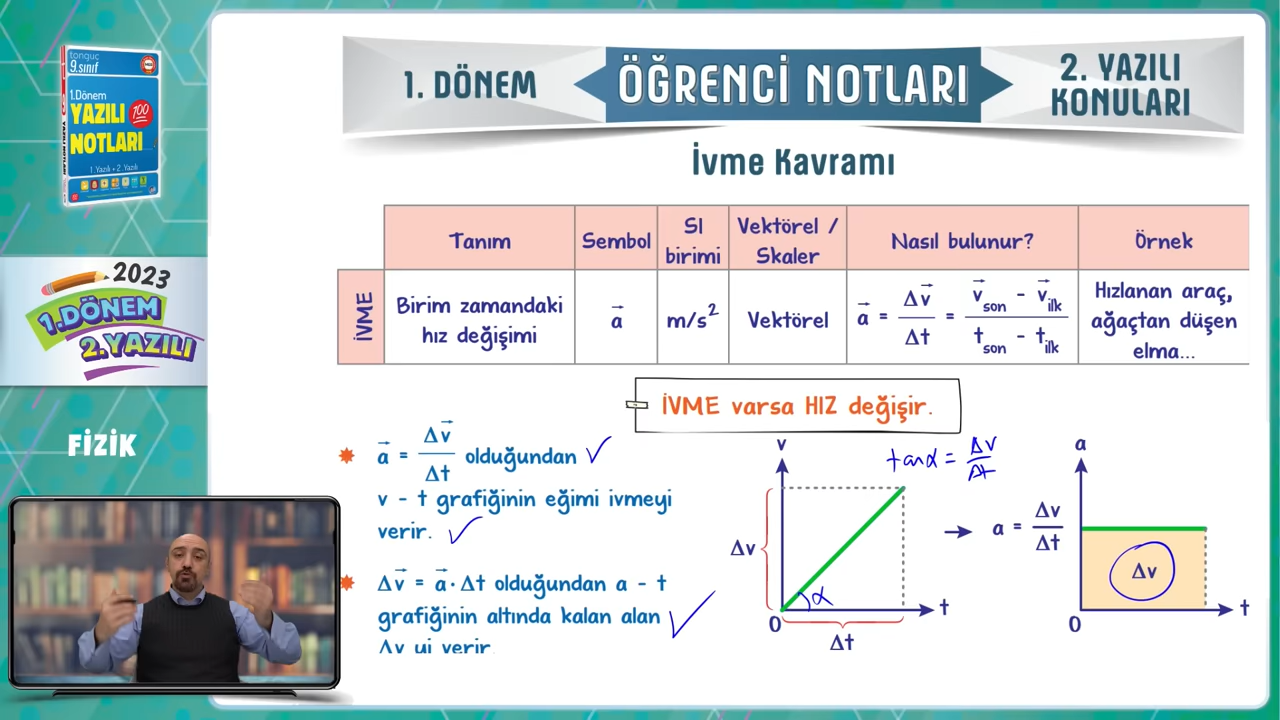 tonguç
9.sınıf
1.Dönem
YAZILI
100
NOTLARI
1.Yazılı • 2.Yazılı
YAZILI NOTLARI
2023
1.DÖNEM
2.YAZILI
FİZİK
1. DÖNEM
ÖĞRENCİ NOTLARI
2. YAZILI
KONULARI
İvme Kavramı
Tanım
Sembol
SI
birimi
Vektörel /
Skaler
Nasıl bulunur?
Örnek
İVME
Birim zamandaki
hız değişimi
a⃗
m/s²
Vektörel
a⃗ = Δv⃗ / Δt = (v⃗son - v⃗ilk) / (tson - tilk)
Hızlanan araç,
ağaçtan düşen
elma...
İVME varsa HIZ değişir.
a⃗ = Δv⃗ / Δt olduğundan
v - t grafiğinin eğimi ivmeyi
verir.
Δv⃗ = a⃗ · Δt olduğundan a - t
grafiğinin altında kalan alan
Δv yi verir
v
tanα = Δv / Δt
Δv
α
0
t
Δt
a = Δv / Δt
a
Δv
0
t